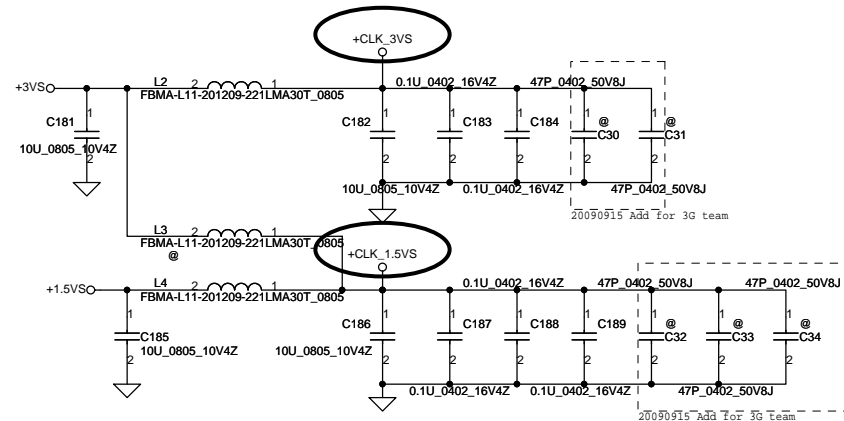 +CLK_3VS
+3VS
L2
2
1
FBMA-L11-201209-221LMA30T_0805
0.1U_0402_16V4Z
47P_0402_50V8J
C181
1
2
10U_0805_10V4Z
C182
1
2
10U_0805_10V4Z
C183
1
2
C184
1
2
0.1U_0402_16V4Z
@
C30
1
2
@
C31
1
2
47P_0402_50V8J
20090915 Add for 3G team
L3
2
1
FBMA-L11-201209-221LMA30T_0805
@
+CLK_1.5VS
+1.5VS
L4
2
1
FBMA-L11-201209-221LMA30T_0805
0.1U_0402_16V4Z
47P_0402_50V8J
47P_0402_50V8J
C185
1
2
10U_0805_10V4Z
C186
1
2
10U_0805_10V4Z
C187
1
2
C188
1
2
C189
1
2
@
C32
1
2
@
C33
1
2
@
C34
1
2
0.1U_0402_16V4Z
0.1U_0402_16V4Z
47P_0402_50V8J
20090915 Add for 3G team